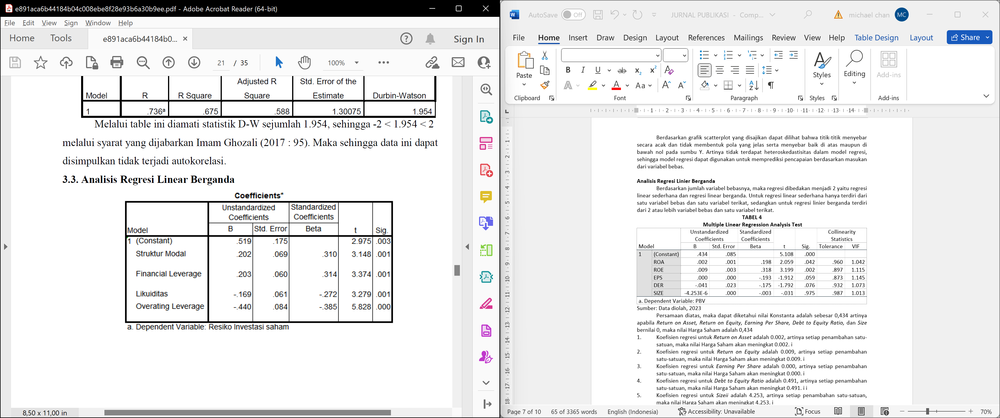 e891aca6b44184b04c008ebe8f28e93b6a30b9ee.pdf - Adobe Acrobat Reader (64-bit)
File Edit View Sign Window Help
Home Tools e891aca6b44184b0... × Sign In
21 / 35 100%
Model R R Square Adjusted R Square Std. Error of the Estimate Durbin-Watson
1 .736ª .675 .588 1.30075 1.954
Melalui table ini diamati statistik D-W sejumlah 1.954, sehingga -2 < 1.954 < 2
melalui syarat yang dijabarkan Imam Ghozali (2017 : 95). Maka sehingga data ini dapat
disimpulkan tidak terjadi autokorelasi.
3.3. Analisis Regresi Linear Berganda
Coefficientsª
Unstandardized Coefficients Standardized Coefficients
Model B Std. Error Beta t Sig.
1 (Constant) .519 .175 2.975 .003
Struktur Modal .202 .069 .310 3.148 .001
Financial Leverage .203 .060 .314 3.374 .001
Likuiditas -.169 .061 -.272 3.279 .001
Overating Leverage -.440 .084 -.385 5.828 .000
a. Dependent Variable: Resiko Investasi saham
8,50 x 11,00 in
AutoSave Off JURNAL PUBLIKASI - Comp... michael chan MC
File Home Insert Draw Design Layout References Mailings Review View Help Table Design Layout Share
Paste
Styles
Editing
Add-ins
Clipboard Font Paragraph Styles Add-ins
Berdasarkan grafik scatterplot yang disajikan dapat dilihat bahwa titik-titik menyebar
secara acak dan tidak membentuk pola yang jelas serta menyebar baik di atas maupun di
bawah nol pada sumbu Y. Artinya tidak terdapat heteroskedastisitas dalam model regresi,
sehingga model regresi dapat digunakan untuk memprediksi pencapaian berdasarkan masukan
dari variabel bebas.
Analisis Regresi Linier Berganda
Berdasarkan jumlah variabel bebasnya, maka regresi dibedakan menjadi 2 yaitu regresi
linear sederhana dan regresi linear berganda. Untuk regresi linear sederhana hanya terdiri dari
satu variabel bebas dan satu variabel terikat, sedangkan untuk regresi linier berganda terdiri
dari 2 atau lebih variabel bebas dan satu variabel terikat.
TABEL 4
Multiple Linear Regression Analysis Test
Unstandardized Coefficients Standardized Coefficients Collinearity Statistics
Model B Std. Error Beta t Sig. Tolerance VIF
1 (Constant) .434 .085 5.108 .000
ROA .002 .001 .198 2.059 .042 .960 1.042
ROE .009 .003 .318 3.199 .002 .897 1.115
EPS .000 .000 -.193 -1.912 .059 .873 1.145
DER -.041 .023 -.175 -1.792 .076 .932 1.073
SIZE -4.253E-6 .000 -.003 -.031 .975 .987 1.013
a. Dependent Variable: PBV
Sumber: Data diolah, 2023
Persamaan diatas, maka dapat diketahui nilai Konstanta adalah sebesar 0,434 artinya
apabila Return on Asset, Return on Equity, Earning Per Share, Debt to Equity Ratio, dan Size
bernilai 0, maka nilai Harga Saham adalah 0,434
1. Koefisien regresi untuk Return on Asset adalah 0.002, artinya setiap penambahan satu-
satuan, maka nilai Harga Saham akan meningkat 0.002. i
2. Koefisien regresi untuk Return on Equity adalah 0.009, artinya setiap penambahan
satu-satuan, maka nilai Harga Saham akan meningkat 0.009. i
3. Koefisien regresi untuk Earning Per Share adalah 0.000, artinya setiap penambahan
satu-satuan, maka nilai Harga Saham akan meningkat 0.000. i
4. Koefisien regresi untuk Debt to Equity Ratio adalah 0.491, artinya setiap penambahan
satu-satuan, maka nilai Harga Saham akan meningkat 0.491. i i
5. Koefisien regresi untuk Sizeii adalah 4.253, artinya setiap penambahan satu-satuan,
maka nilai Harga Saham akan meningkat 4.253. i
Page 7 of 10 65 of 3365 words English (Indonesia) Accessibility: Unavailable Focus 70%